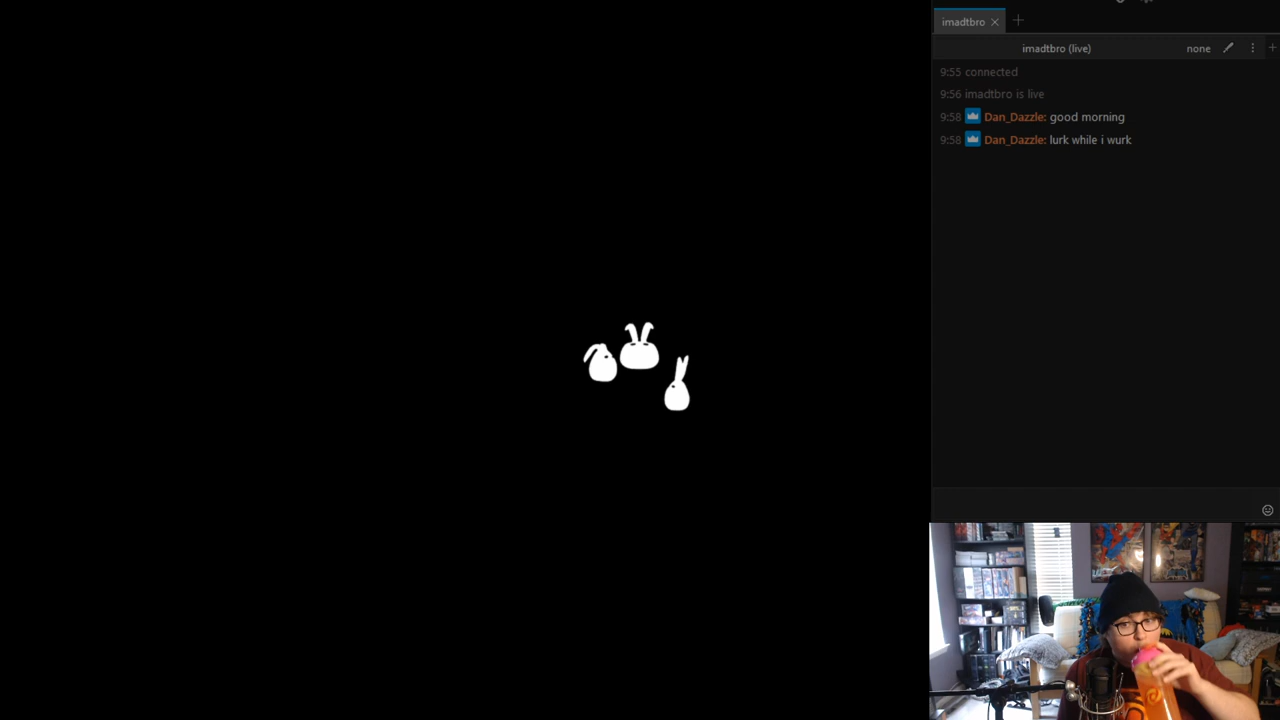 imadtbro
imadtbro (live)
none
9:55 connected
9:56 imadtbro is live
9:58 Dan_Dazzle: good morning
9:58 Dan_Dazzle: lurk while i wurk